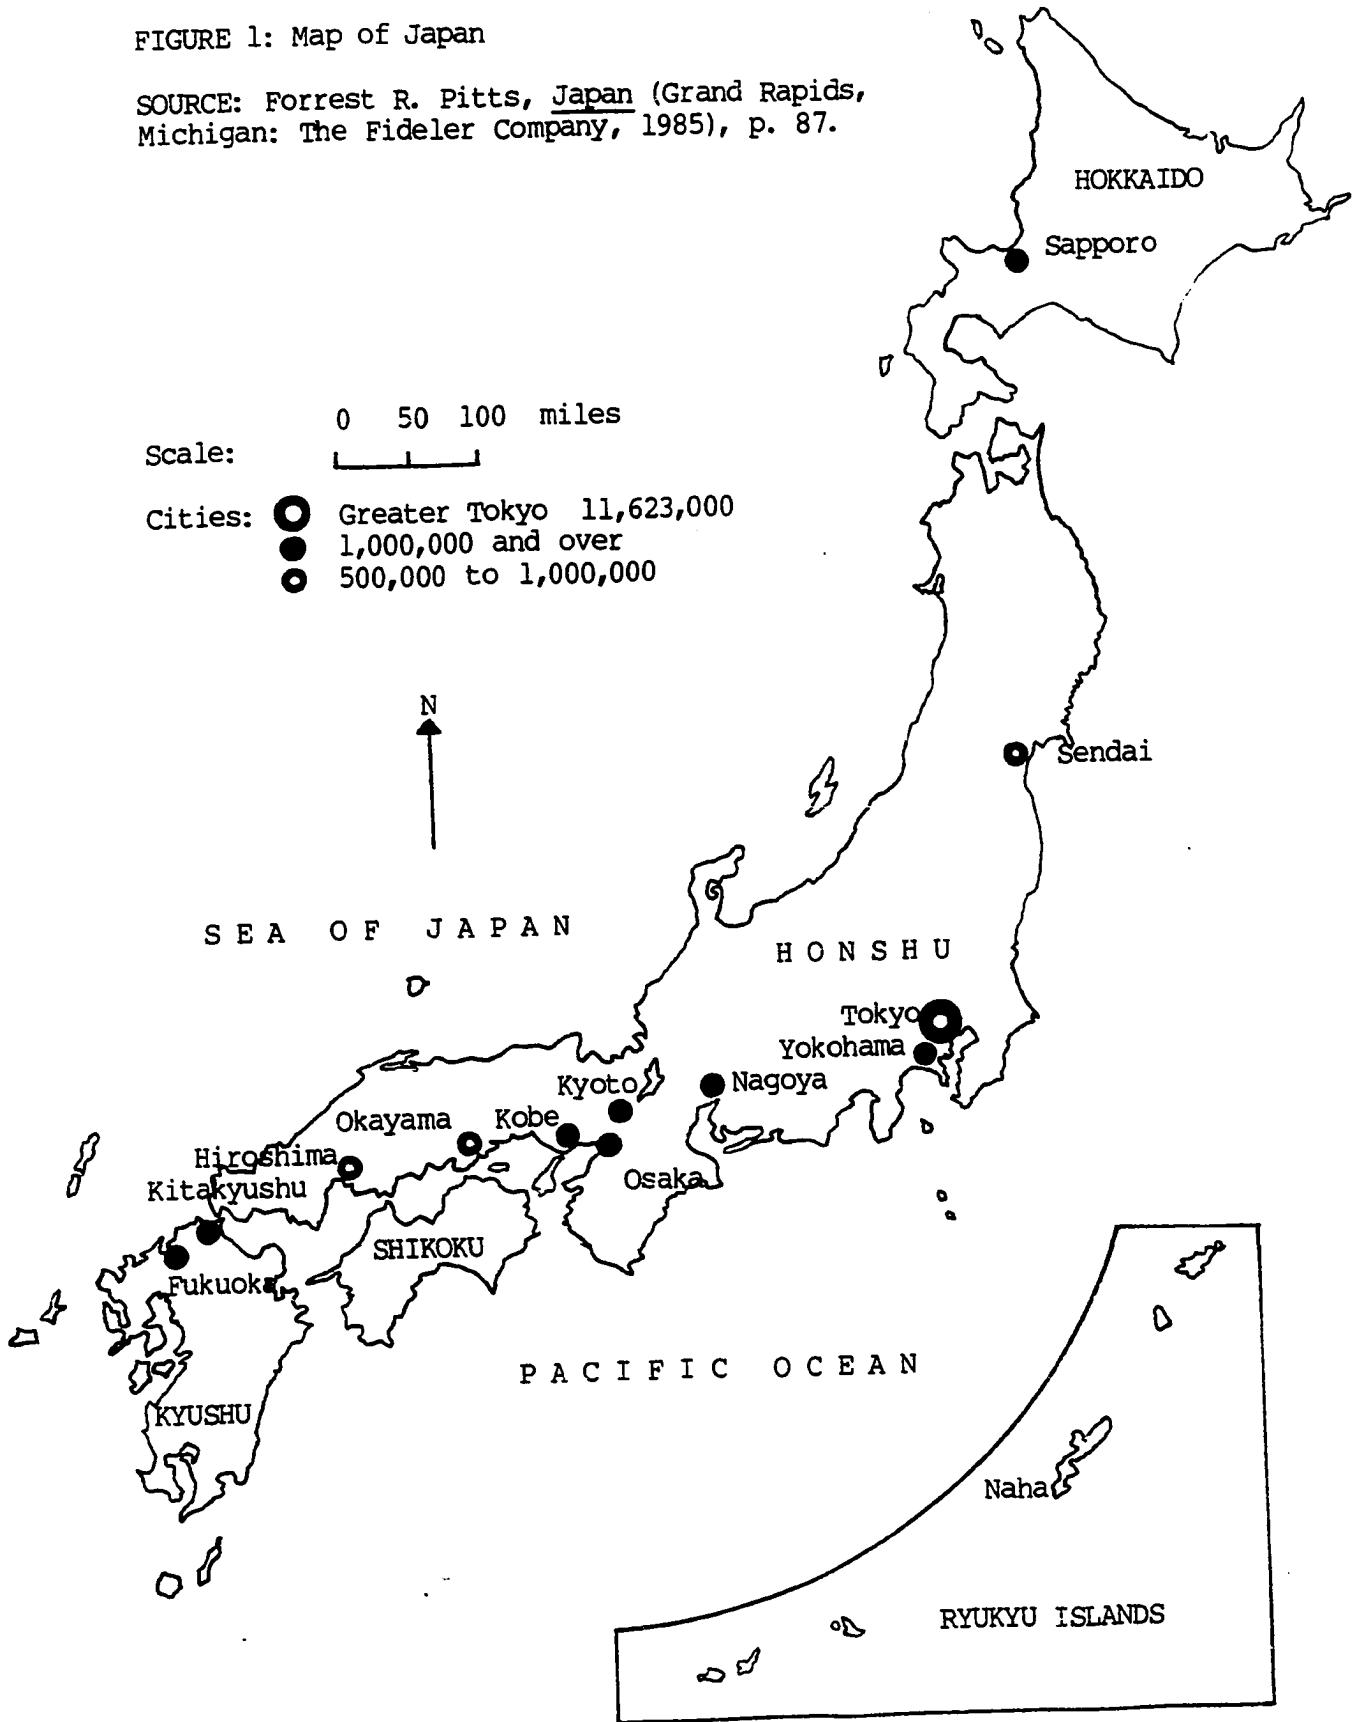 FIGURE 1: Map of Japan
SOURCE: Forrest R. Pitts, Japan (Grand Rapids,
Michigan: The Fideler Company, 1985), p. 87.
HOKKAIDO
Sapporo
0 50 100 miles
Scale:
Cities: Greater Tokyo 11,623,000
1,000,000 and over
500,000 to 1,000,000
N
Sendai
SEA OF JAPAN
HONSHU
Tokyo
Yokohama
Nagoya
Kyoto
Kobe
Okayama
Hiroshima
Osaka
Kitakyushu
SHIKOKU
Fukuoka
PACIFIC OCEAN
KYUSHU
Naha
RYUKYU ISLANDS